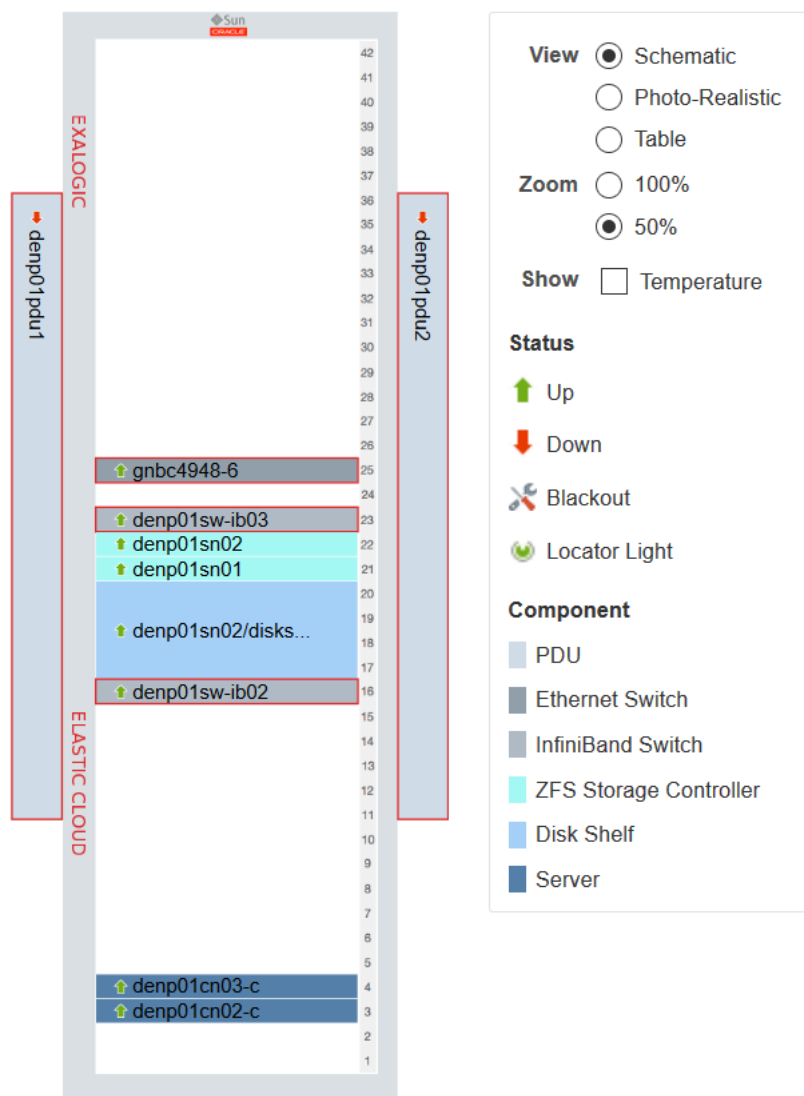 Sun
ORACLE
EXALOGIC
ELASTIC CLOUD
denp01pdu1
42
41
40
39
38
37
36
35
34
33
32
31
30
29
28
27
26
gnbc4948-6 25
24
denp01sw-ib03 23
denp01sn02 22
denp01sn01 21
20
19
denp01sn02/disks... 18
17
denp01sw-ib02 16
15
14
13
12
11
10
9
8
7
6
5
denp01cn03-c 4
denp01cn02-c 3
2
1
denp01pdu2
View Schematic
Photo-Realistic
Table
Zoom 100%
50%
Show Temperature
Status
Up
Down
Blackout
Locator Light
Component
PDU
Ethernet Switch
InfiniBand Switch
ZFS Storage Controller
Disk Shelf
Server